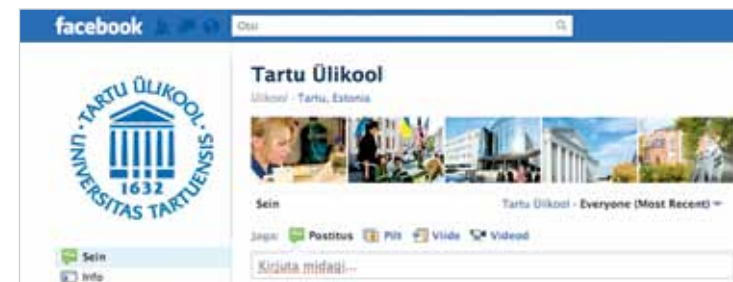 facebook
Otsi
TARTU ÜLIKOOL · UNIVERSITAS TARTUENSIS ·
1632
Tartu Ülikool
Ülikool · Tartu, Estonia
Sein
Tartu Ülikool · Everyone (Most Recent)
Jaga: Postitus Pilt Viide Videod
Kirjuta midagi...
Sein
Info